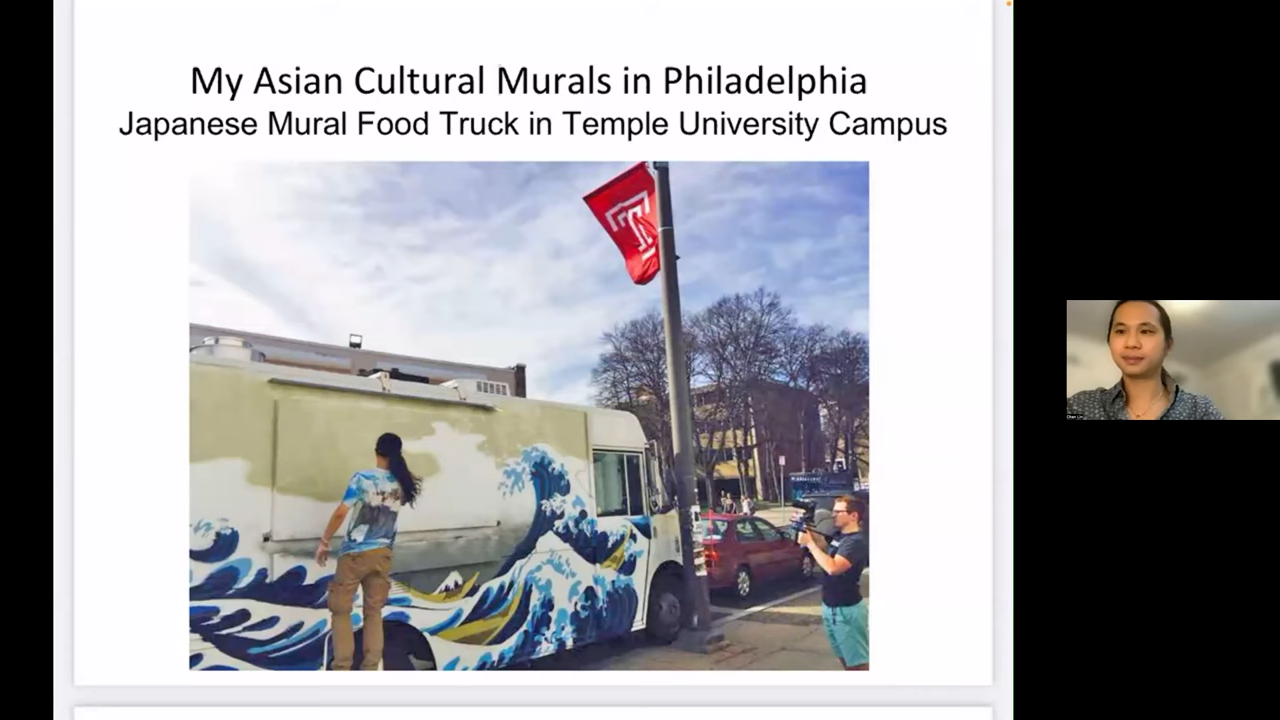 My Asian Cultural Murals in Philadelphia
Japanese Mural Food Truck in Temple University Campus
T